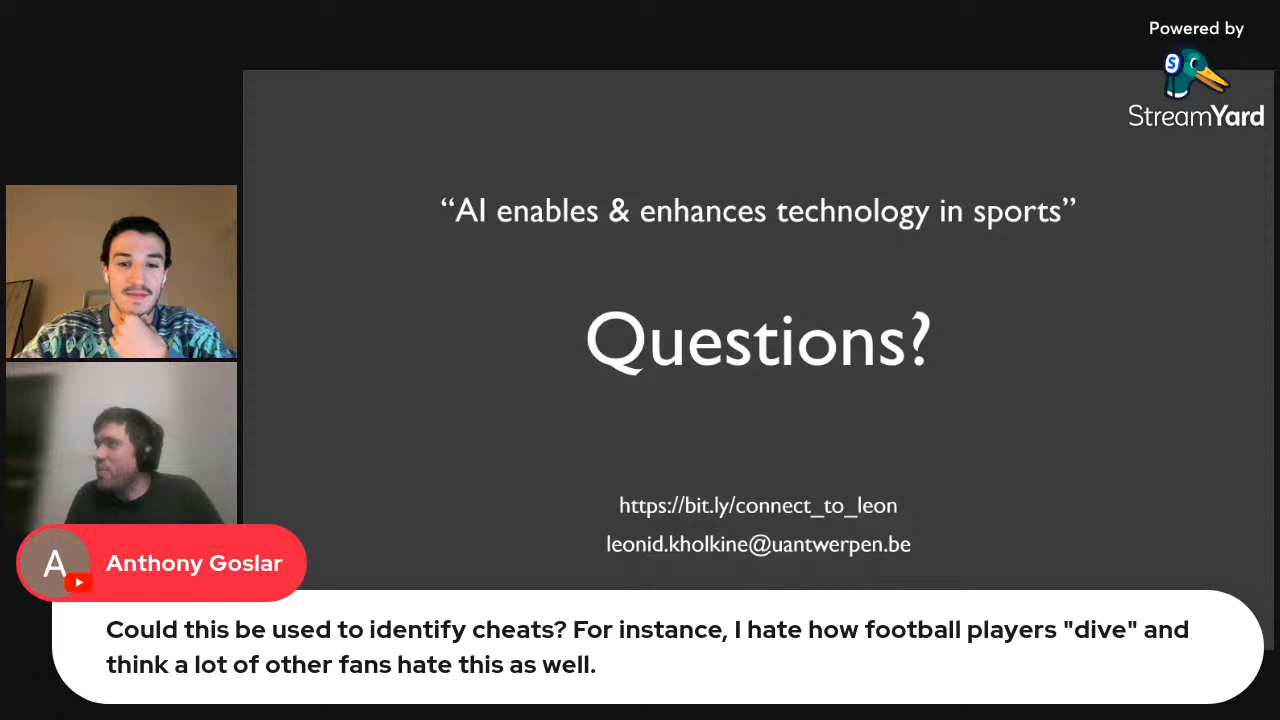 Powered by
S
StreamYard
“AI enables & enhances technology in sports”
Questions?
https://bit.ly/connect_to_leon
leonid.kholkine@uantwerpen.be
A
Anthony Goslar
Could this be used to identify cheats? For instance, I hate how football players "dive" and
think a lot of other fans hate this as well.